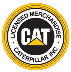 LICENSED MERCHANDISE
CAT
CATERPILLAR INC.